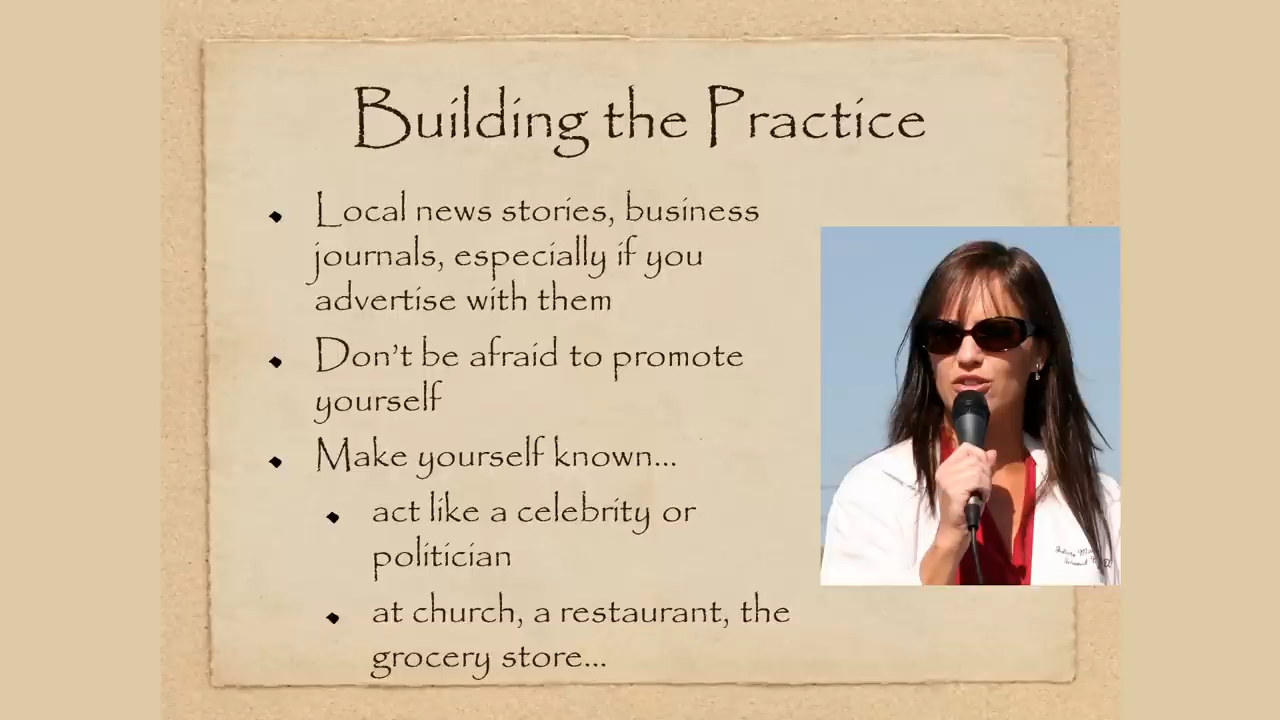 Building the Practice
Local news stories, business
journals, especially if you
advertise with them
Don't be afraid to promote
yourself
Make yourself known...
act like a celebrity or
politician
at church, a restaurant, the
grocery store...